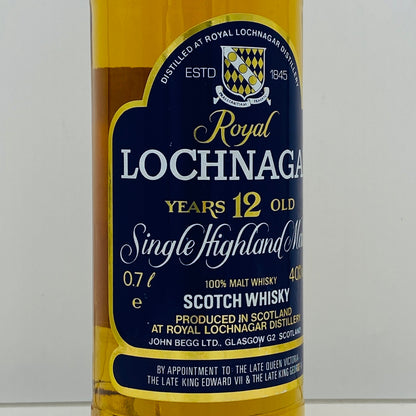 DISTILLED AT ROYAL LOCHNAGAR DISTILLERY
ESTD 1845
Royal
LOCHNAGA
YEARS 12 OLD
Single Highland Ma
0.7 l 40%
e
100% MALT WHISKY
SCOTCH WHISKY
PRODUCED IN SCOTLAND
AT ROYAL LOCHNAGAR DISTILLERY
JOHN BEGG LTD., GLASGOW G2 SCOTLAND
BY APPOINTMENT TO THE LATE QUEEN VICTORIA
THE LATE KING EDWARD VII & THE LATE KING GEORGE